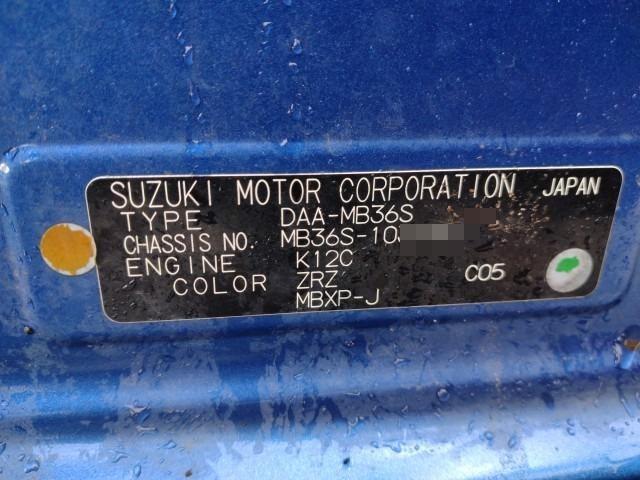 SUZUKI MOTOR CORPORATION JAPAN
TYPE DAA-MB36S
CHASSIS NO. MB36S-10
ENGINE K12C
COLOR ZRZ C05
MBXP-J